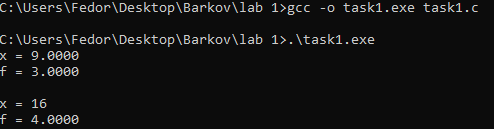 C:\Users\Fedor\Desktop\Barkov\lab 1>gcc -o task1.exe task1.c
C:\Users\Fedor\Desktop\Barkov\lab 1>.\task1.exe
x = 9.0000
f = 3.0000
x = 16
f = 4.0000